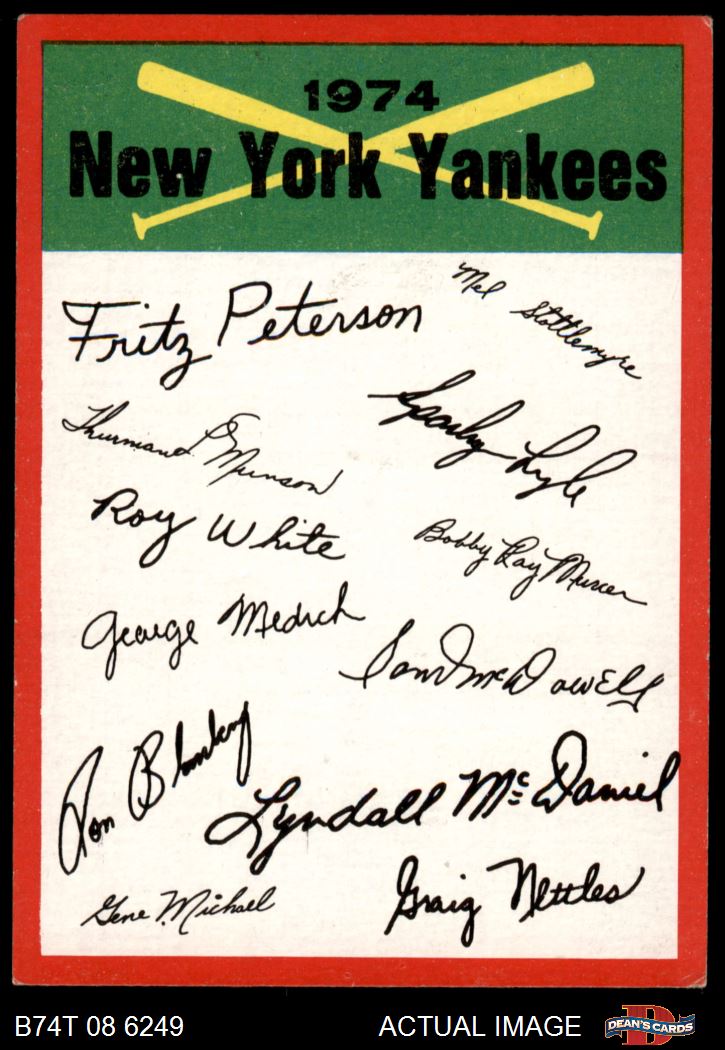 1974
New York Yankees
Mel Stottlemyre
Fritz Peterson
Sparky Lyle
Thurman L Munson
Roy White
Bobby Ray Murcer
George Medich
Sam McDowell
Ron Blomberg
Lyndall McDaniel
Gene Michael
Graig Nettles
B74T 08 6249
ACTUAL IMAGE
D
DEAN'S CARDS